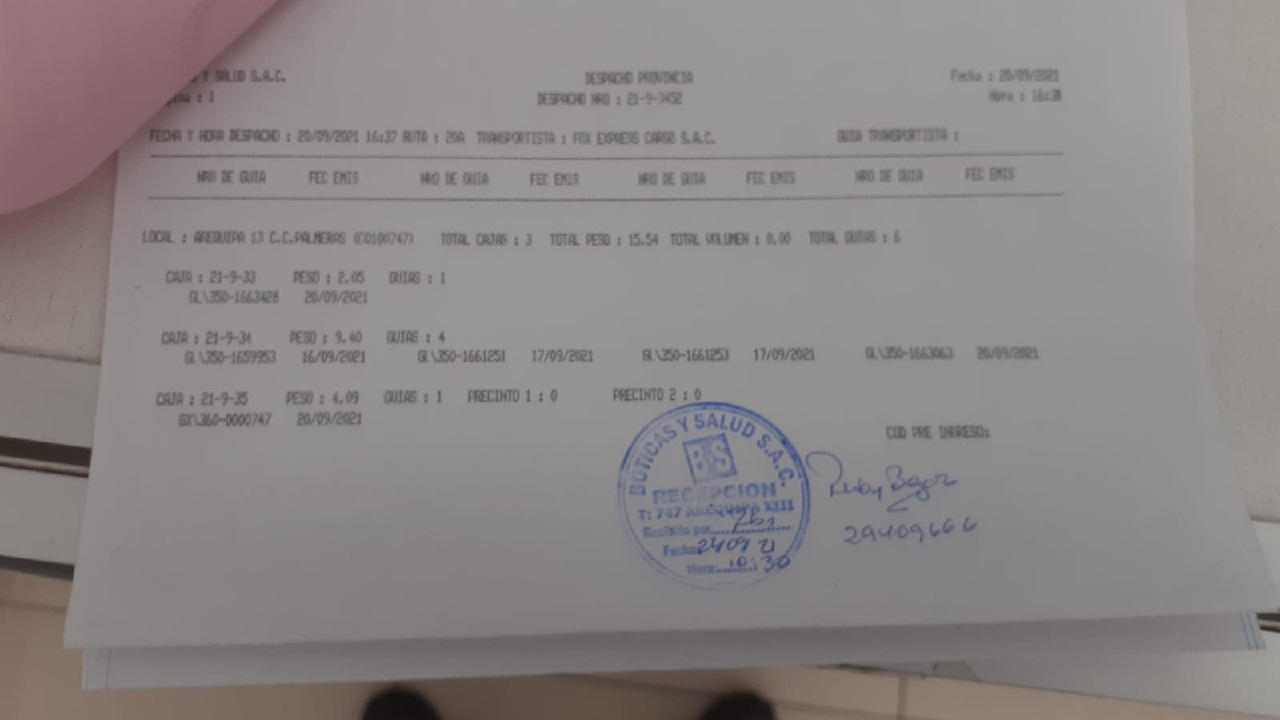 Y SALUD S.A.C. DESPACHO PROVINCIA Fecha : 20/09/2021
: 1 DESPACHO NRO : 21-9-3452 Hora : 16:38
FECHA Y HORA DESPACHO : 20/09/2021 16:37 RUTA : 20A TRANSPORTISTA : FOX EXPRESS CARGO S.A.C. GUIA TRANSPORTISTA :
NRO DE GUIA FEC EMIS NRO DE GUIA FEC EMIS NRO DE GUIA FEC EMIS NRO DE GUIA FEC EMIS
LOCAL : AREQUIPA 13 C.C.PALMERAS (C0100747) TOTAL CAJAS : 3 TOTAL PESO : 15.54 TOTAL VOLUMEN : 0.00 TOTAL GUIAS : 6
CAJA : 21-9-33 PESO : 2.05 GUIAS : 1
GL\350-1663428 20/09/2021
CAJA : 21-9-34 PESO : 9.40 GUIAS : 4
GL\350-1659953 16/09/2021 GL\350-1661251 17/09/2021 GL\350-1661253 17/09/2021 GL\350-1663063 20/09/2021
CAJA : 21-9-35 PESO : 4.09 GUIAS : 1 PRECINTO 1 : 0 PRECINTO 2 : 0
GX\360-0000747 20/09/2021
COD PRE INGRESO:
BOTICAS Y SALUD S.A.C.
BS
RECEPCION
T: 747 AREQUIPA XIII
Recibido por
Fecha: 24 09 21
Hora: 10:30
29409666